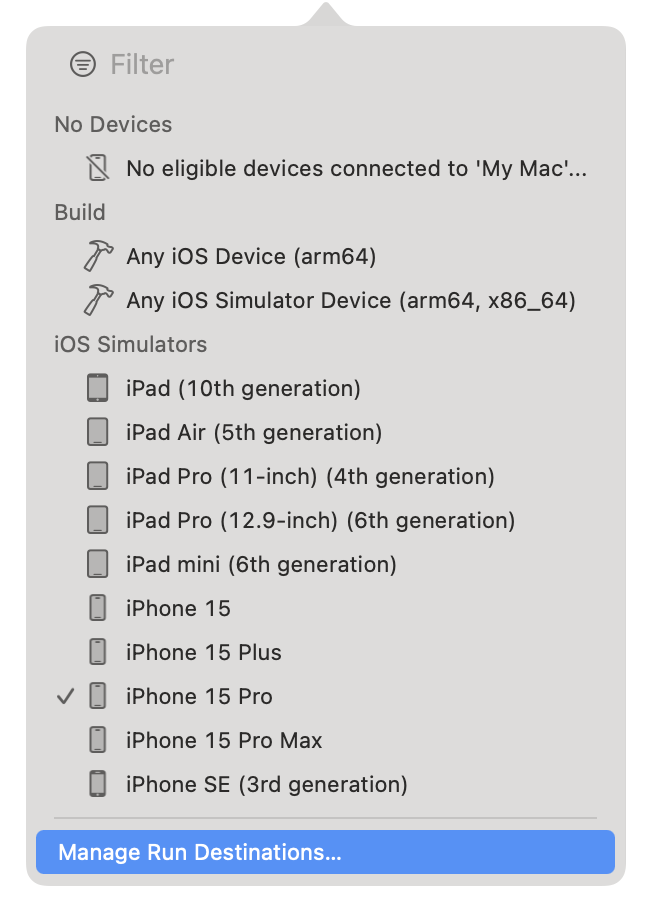 Filter
No Devices
No eligible devices connected to 'My Mac'...
Build
Any iOS Device (arm64)
Any iOS Simulator Device (arm64, x86_64)
iOS Simulators
iPad (10th generation)
iPad Air (5th generation)
iPad Pro (11-inch) (4th generation)
iPad Pro (12.9-inch) (6th generation)
iPad mini (6th generation)
iPhone 15
iPhone 15 Plus
iPhone 15 Pro
iPhone 15 Pro Max
iPhone SE (3rd generation)
Manage Run Destinations...